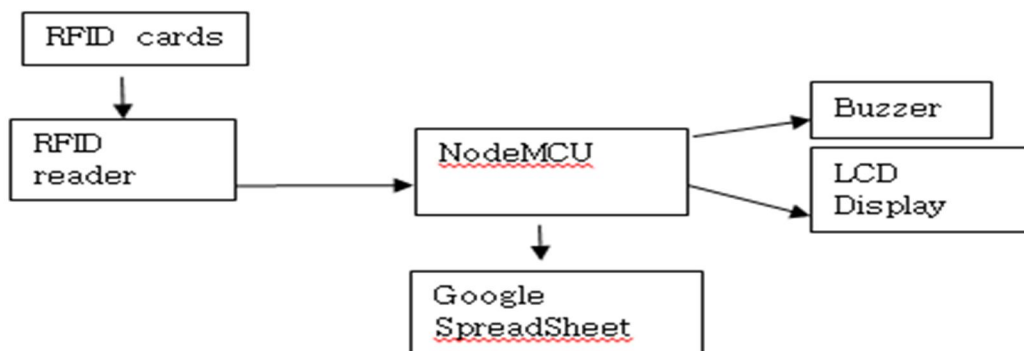 RFID cards
RFID
reader
NodeMCU
Buzzer
LCD
Display
Google
SpreadSheet